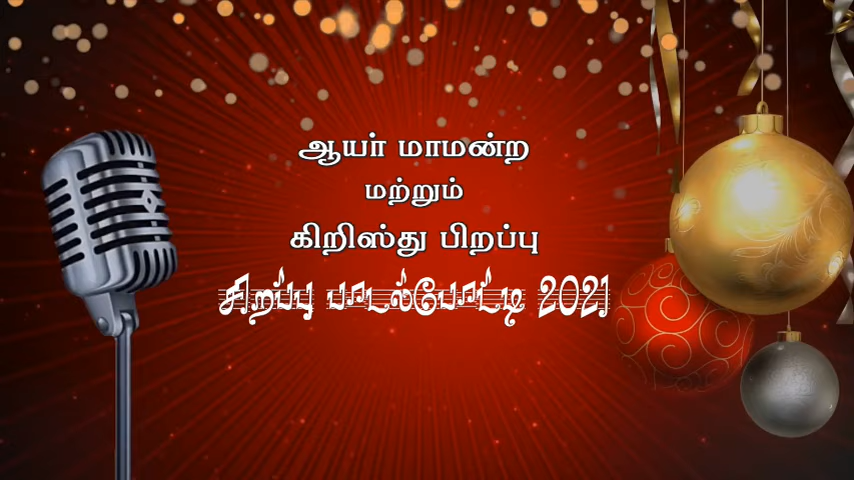 ஆயர் மாமன்ற
மற்றும்
கிறிஸ்து பிறப்பு
சிறப்பு பாடல்போட்டி 2021